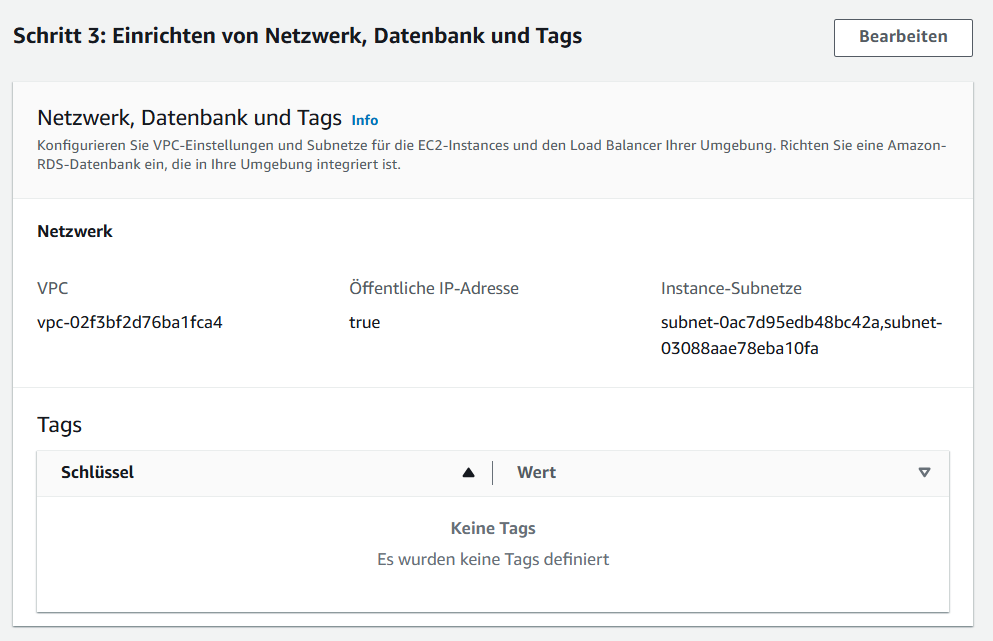 Schritt 3: Einrichten von Netzwerk, Datenbank und Tags
Bearbeiten
Netzwerk, Datenbank und Tags Info
Konfigurieren Sie VPC-Einstellungen und Subnetze für die EC2-Instances und den Load Balancer Ihrer Umgebung. Richten Sie eine Amazon-
RDS-Datenbank ein, die in Ihre Umgebung integriert ist.
Netzwerk
VPC
vpc-02f3bf2d76ba1fca4
Öffentliche IP-Adresse
true
Instance-Subnetze
subnet-0ac7d95edb48bc42a,subnet-
03088aae78eba10fa
Tags
Schlüssel
Wert
Keine Tags
Es wurden keine Tags definiert